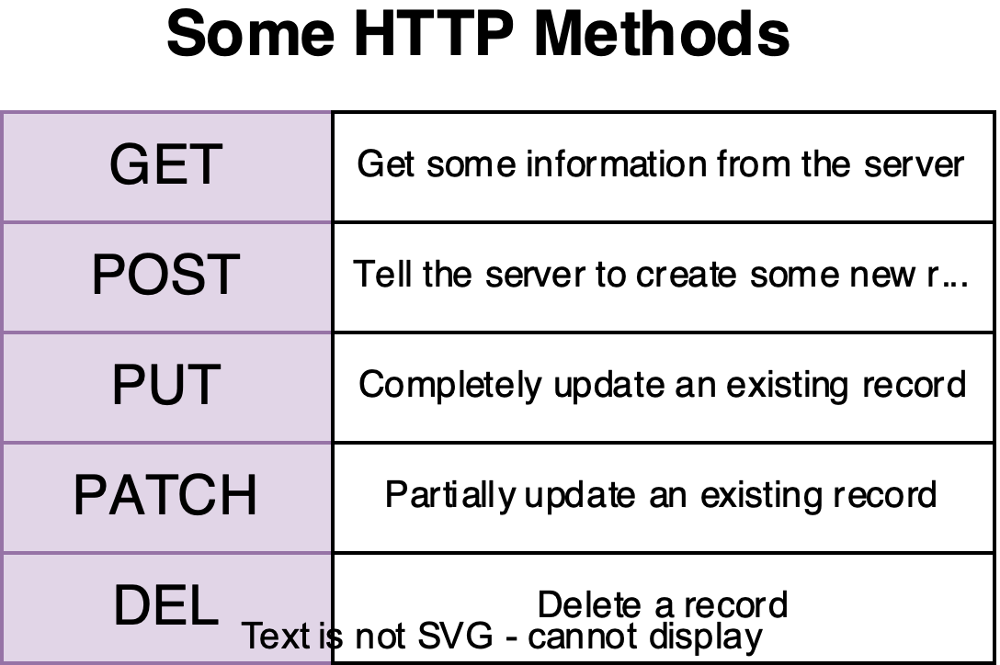 Some HTTP Methods
GET
Get some information from the server
POST
Tell the server to create some new r...
PUT
Completely update an existing record
PATCH
Partially update an existing record
DEL
Delete a record
Text is not SVG - cannot display